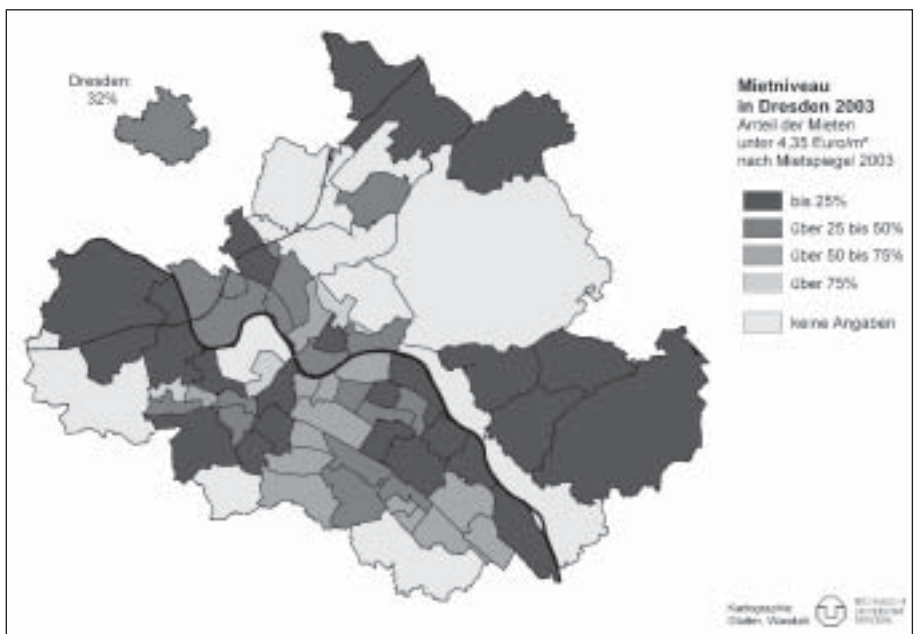 Dresden:
32%
Mietniveau
in Dresden 2003
Anteil der Mieten
unter 4,35 Euro/m²
nach Mietspiegel 2003
bis 25%
über 25 bis 50%
über 50 bis 75%
über 75%
keine Angaben
Kartographie: